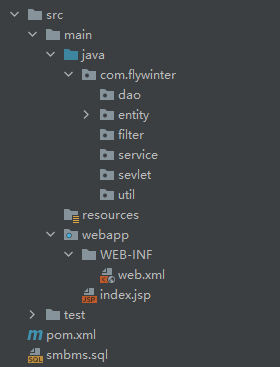 src
main
java
com.flywinter
dao
entity
filter
service
sevlet
util
resources
webapp
WEB-INF
web.xml
index.jsp
test
pom.xml
smbms.sql